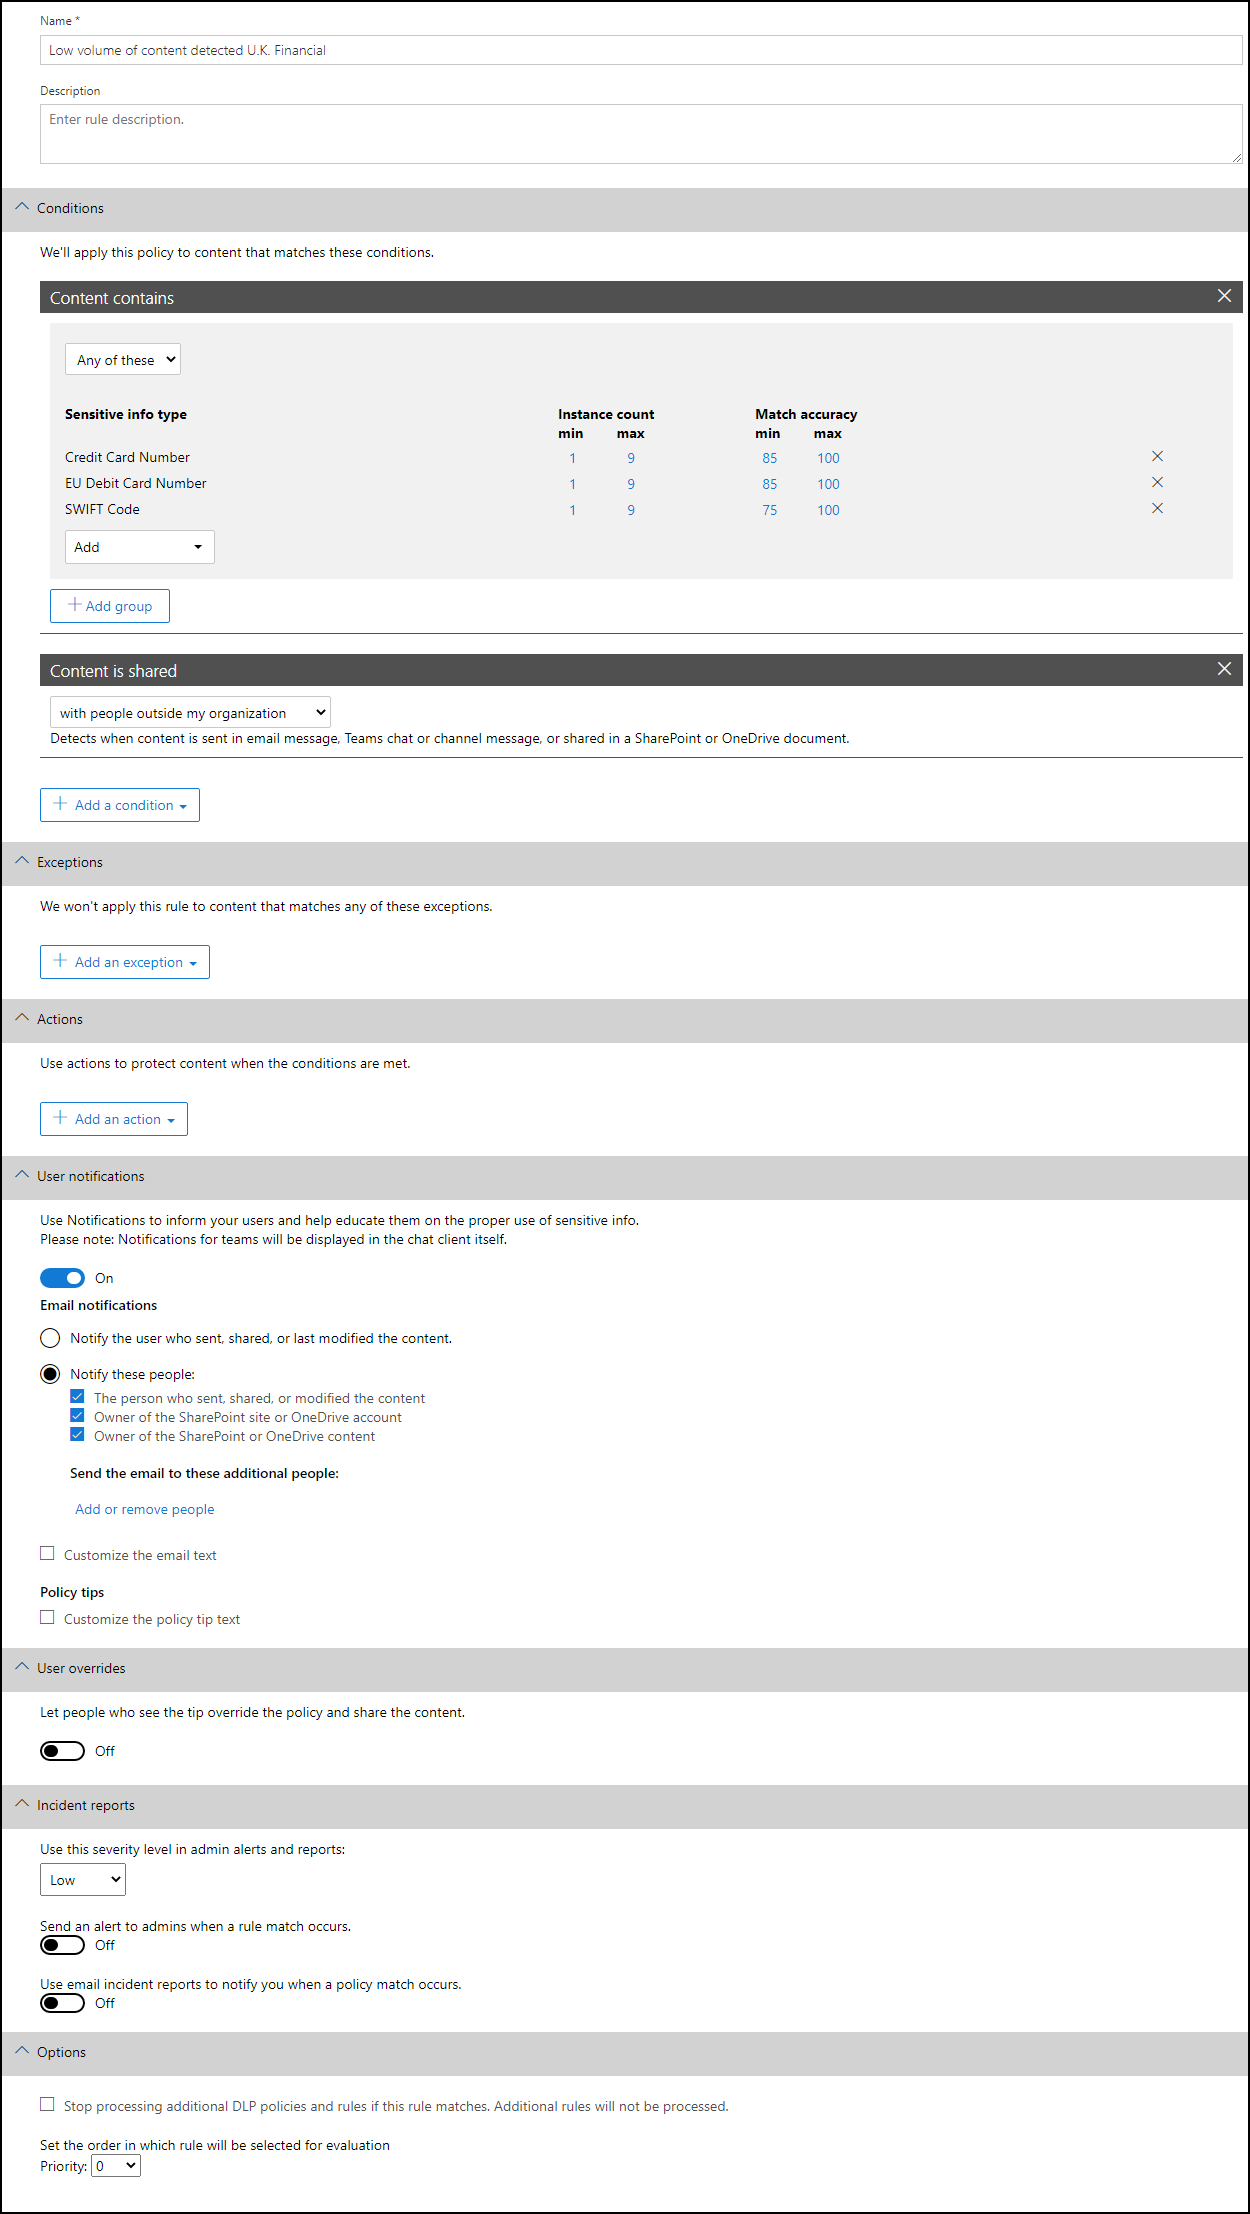 Name *
Low volume of content detected U.K. Financial
Description
Enter rule description.
Conditions
We'll apply this policy to content that matches these conditions.
Content contains
Any of these
Sensitive info type Instance count Match accuracy
min max min max
Credit Card Number 1 9 85 100
EU Debit Card Number 1 9 85 100
SWIFT Code 1 9 75 100
Add
Add group
Content is shared
with people outside my organization
Detects when content is sent in email message, Teams chat or channel message, or shared in a SharePoint or OneDrive document.
Add a condition
Exceptions
We won't apply this rule to content that matches any of these exceptions.
Add an exception
Actions
Use actions to protect content when the conditions are met.
Add an action
User notifications
Use Notifications to inform your users and help educate them on the proper use of sensitive info.
Please note: Notifications for teams will be displayed in the chat client itself.
On
Email notifications
Notify the user who sent, shared, or last modified the content.
Notify these people:
The person who sent, shared, or modified the content
Owner of the SharePoint site or OneDrive account
Owner of the SharePoint or OneDrive content
Send the email to these additional people:
Add or remove people
Customize the email text
Policy tips
Customize the policy tip text
User overrides
Let people who see the tip override the policy and share the content.
Off
Incident reports
Use this severity level in admin alerts and reports:
Low
Send an alert to admins when a rule match occurs.
Off
Use email incident reports to notify you when a policy match occurs.
Off
Options
Stop processing additional DLP policies and rules if this rule matches. Additional rules will not be processed.
Set the order in which rule will be selected for evaluation
Priority: 0